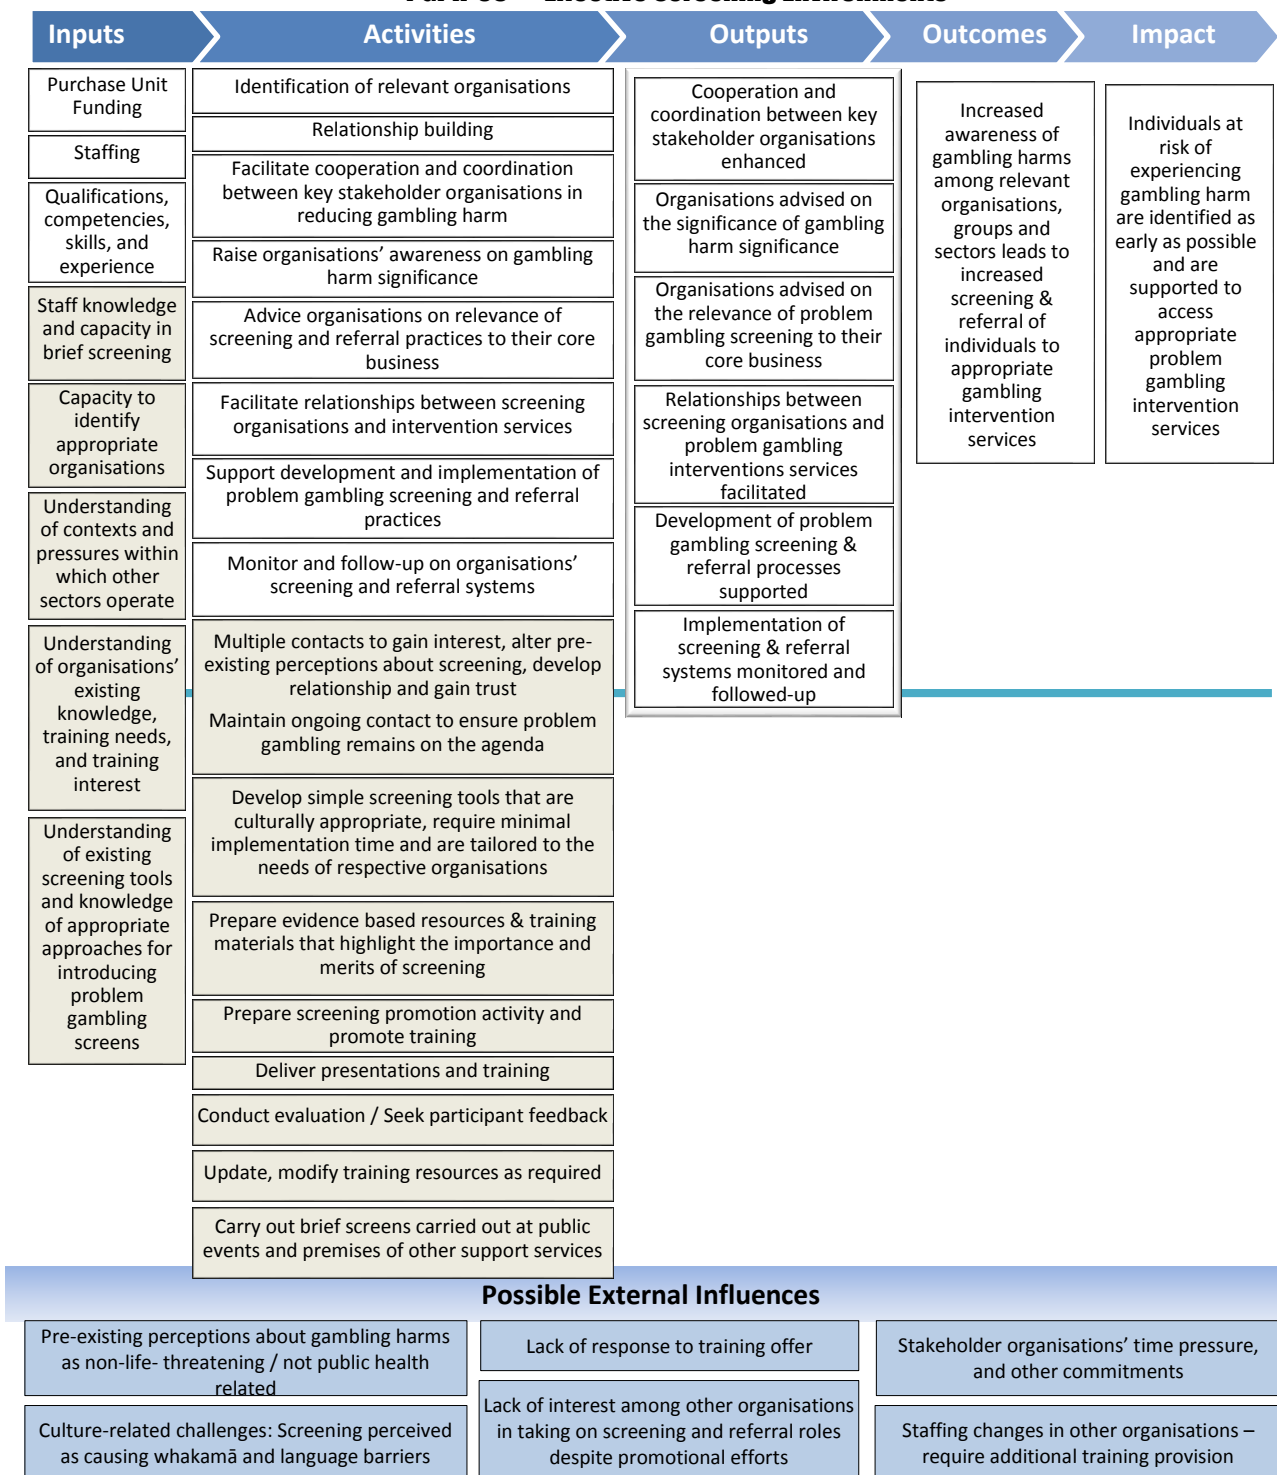 Inputs
Activities
Outputs
Outcomes
Impact
Purchase Unit
Funding
Staffing
Qualifications,
competencies,
skills, and
experience
Staff knowledge
and capacity in
brief screening
Capacity to
identify
appropriate
organisations
Understanding
of contexts and
pressures within
which other
sectors operate
Understanding
of organisations’
existing
knowledge,
training needs,
and training
interest
Understanding
of existing
screening tools
and knowledge
of appropriate
approaches for
introducing
problem
gambling
screens
Identification of relevant organisations
Relationship building
Facilitate cooperation and coordination
between key stakeholder organisations in
reducing gambling harm
Raise organisations’ awareness on gambling
harm significance
Advice organisations on relevance of
screening and referral practices to their core
business
Facilitate relationships between screening
organisations and intervention services
Support development and implementation of
problem gambling screening and referral
practices
Monitor and follow-up on organisations’
screening and referral systems
Multiple contacts to gain interest, alter pre-
existing perceptions about screening, develop
relationship and gain trust
Maintain ongoing contact to ensure problem
gambling remains on the agenda
Develop simple screening tools that are
culturally appropriate, require minimal
implementation time and are tailored to the
needs of respective organisations
Prepare evidence based resources & training
materials that highlight the importance and
merits of screening
Prepare screening promotion activity and
promote training
Deliver presentations and training
Conduct evaluation / Seek participant feedback
Update, modify training resources as required
Carry out brief screens carried out at public
events and premises of other support services
Cooperation and
coordination between key
stakeholder organisations
enhanced
Organisations advised on
the significance of gambling
harm significance
Organisations advised on
the relevance of problem
gambling screening to their
core business
Relationships between
screening organisations and
problem gambling
interventions services
facilitated
Development of problem
gambling screening &
referral processes
supported
Implementation of
screening & referral
systems monitored and
followed-up
Increased
awareness of
gambling harms
among relevant
organisations,
groups and
sectors leads to
increased
screening &
referral of
individuals to
appropriate
gambling
intervention
services
Individuals at
risk of
experiencing
gambling harm
are identified as
early as possible
and are
supported to
access
appropriate
problem
gambling
intervention
services
Possible External Influences
Pre-existing perceptions about gambling harms
as non-life- threatening / not public health
related
Lack of response to training offer
Stakeholder organisations’ time pressure,
and other commitments
Culture-related challenges: Screening perceived
as causing whakamā and language barriers
Lack of interest among other organisations
in taking on screening and referral roles
despite promotional efforts
Staffing changes in other organisations –
require additional training provision